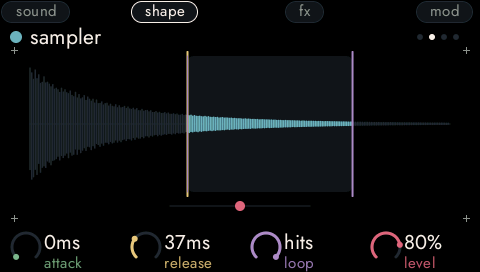 sound shape fx mod
sampler
0ms 37ms hits 80%
attack release loop level